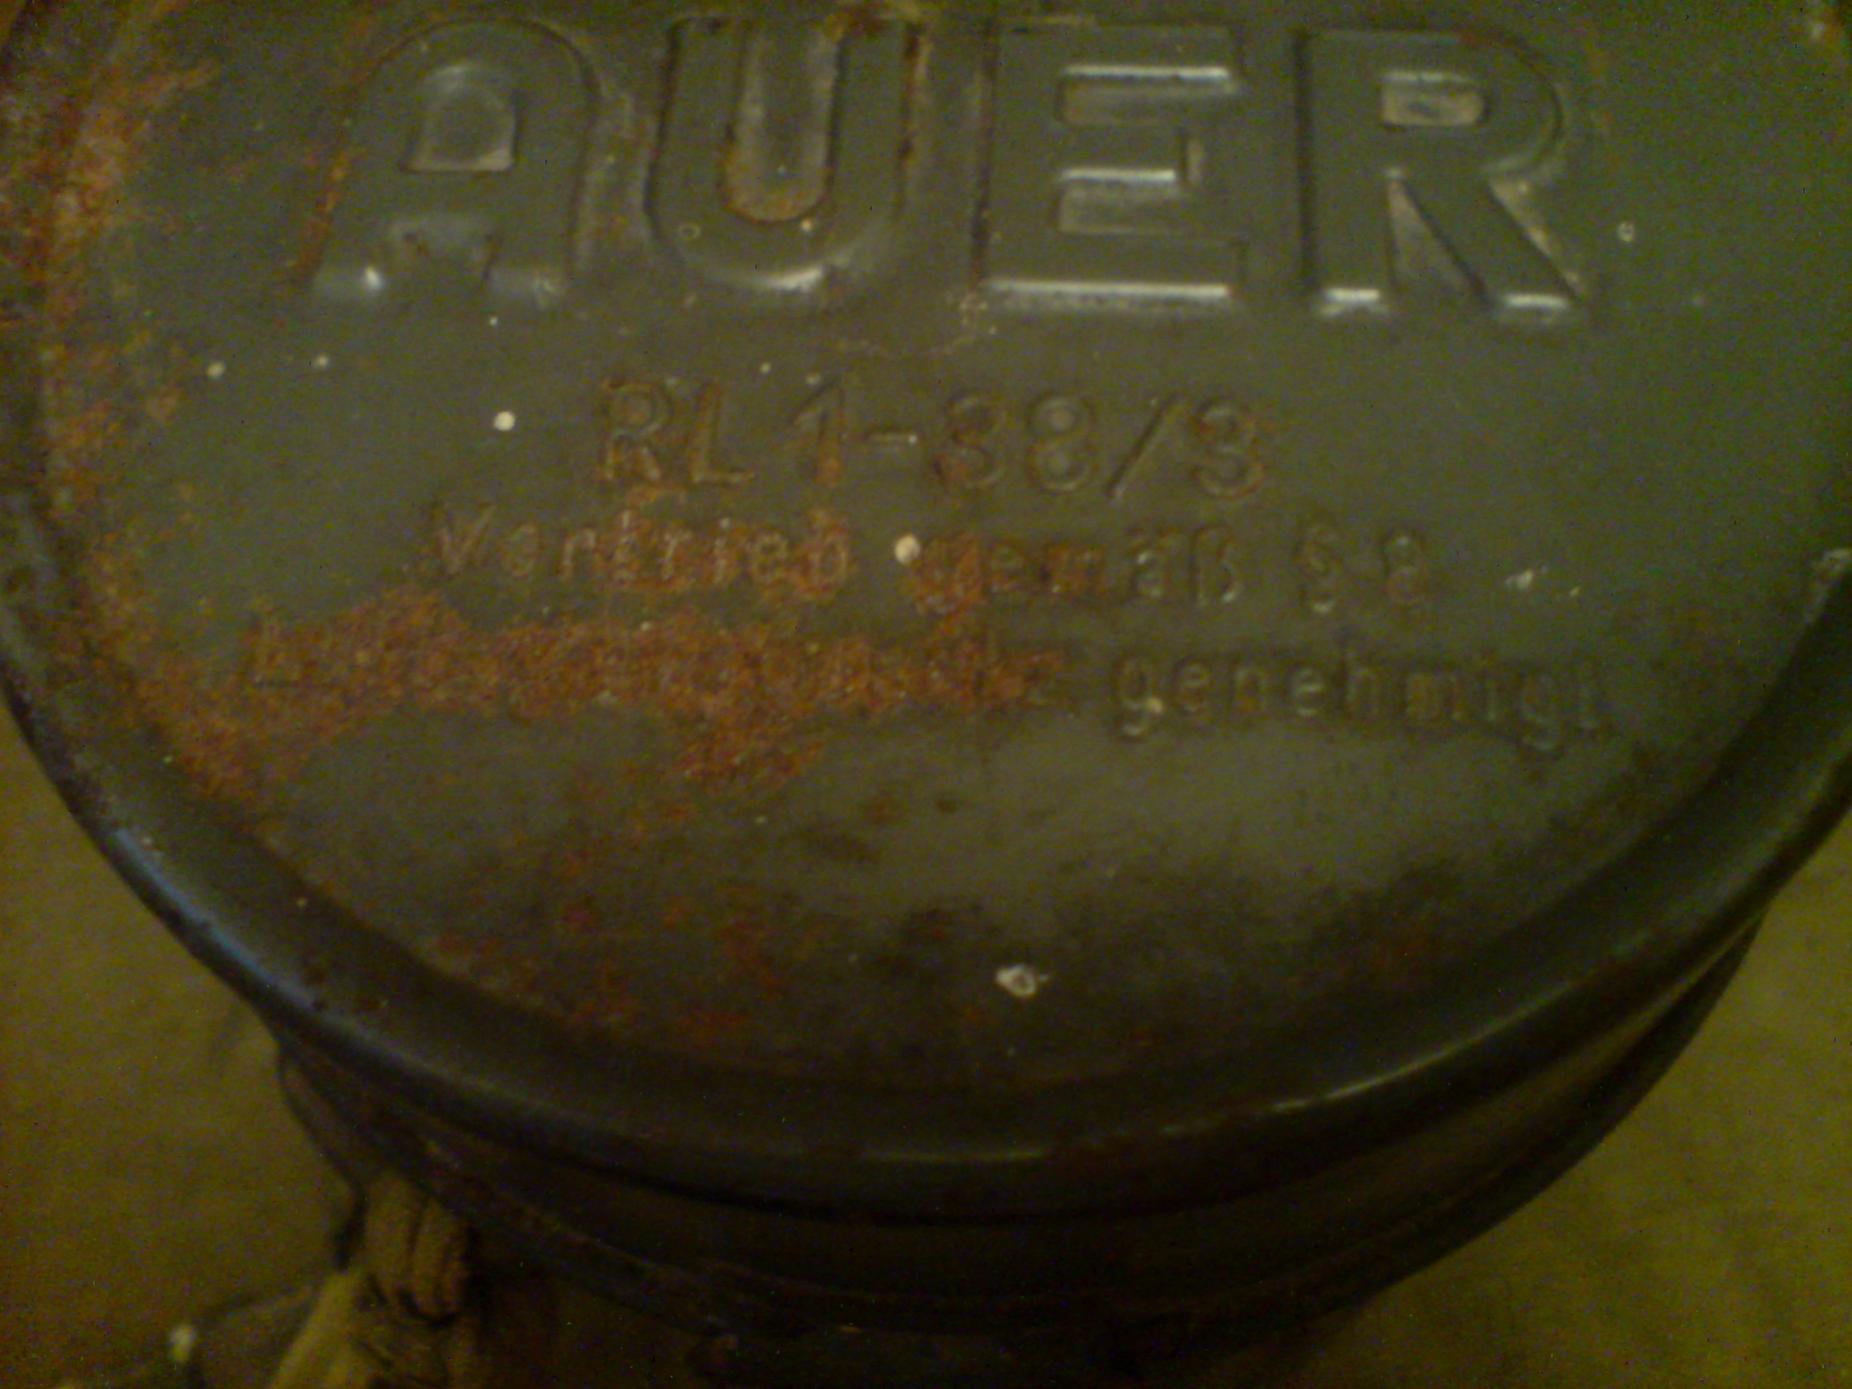 AUER
RL 1-38/3
Vertrieb gemäß § 8
genehmigt